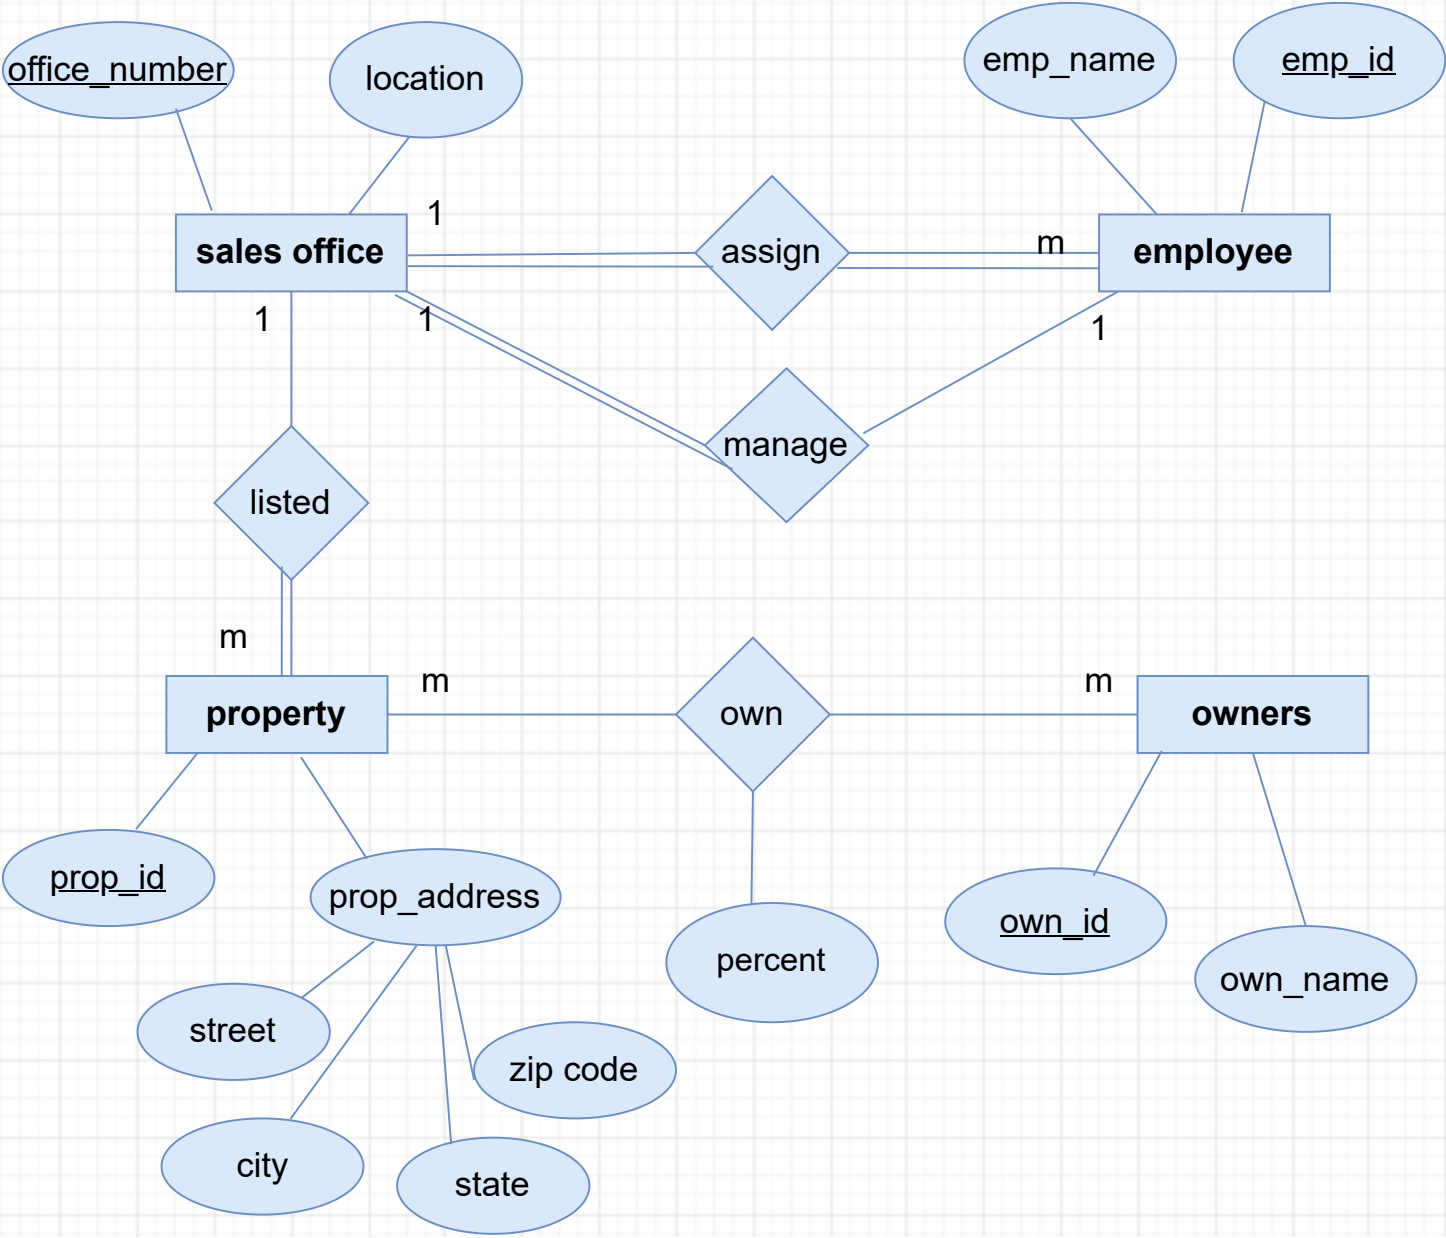 office_number
location
emp_name
emp_id
1
sales office
assign
m
employee
1
1
1
manage
listed
m
m
m
property
own
owners
prop_id
prop_address
percent
own_id
own_name
street
zip code
city
state